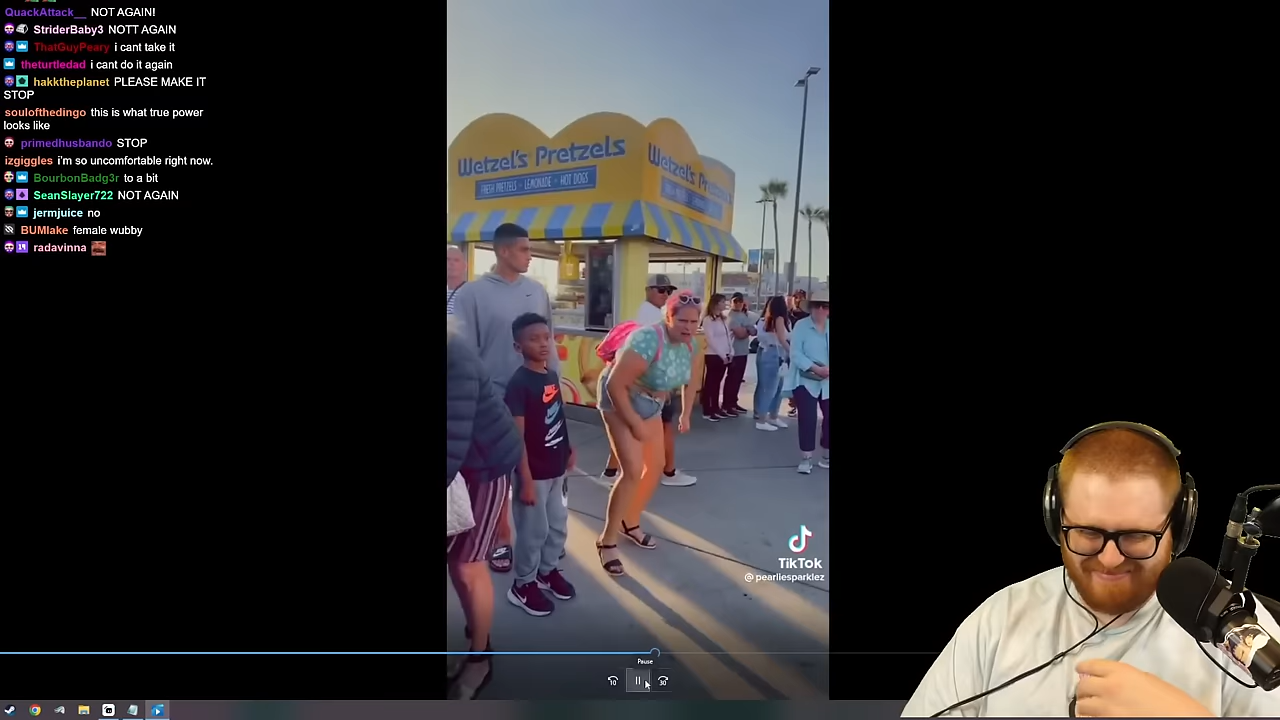 QuackAttack__ NOT AGAIN!
StriderBaby3 NOTT AGAIN
ThatGuyPeary i cant take it
theturtledad i cant do it again
hakktheplanet PLEASE MAKE IT
STOP
soulofthedingo this is what true power
looks like
primedhusbando STOP
izgiggles i'm so uncomfortable right now.
BourbonBadg3r to a bit
SeanSlayer722 NOT AGAIN
jermjuice no
BUMlake female wubby
radavinna
Wetzel's Pretzels
FRESH PRETZELS - LEMONADE - HOT DOGS
Wetzel's Pr
TikTok
@pearliesparklez
Pause
10
30